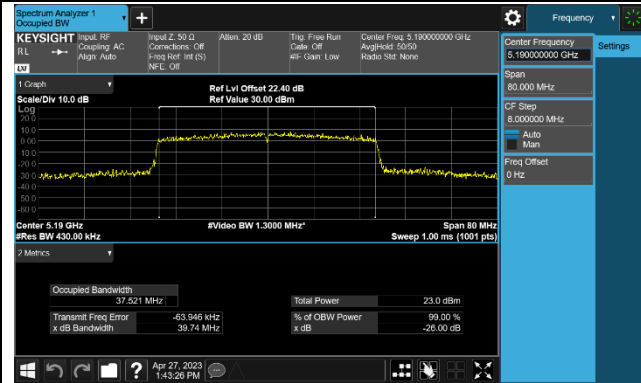 Spectrum Analyzer 1
Occupied BW
Frequency
KEYSIGHT
RL
Input: RF
Coupling: AC
Align: Auto
Input Z: 50 Ω
Corrections: Off
Freq Ref: Int (S)
NFE: Off
Atten: 20 dB
Trig: Free Run
Gate: Off
#IF Gain: Low
Center Freq: 5.190000000 GHz
Avg|Hold: 50/50
Radio Std: None
LXI
1 Graph
Scale/Div 10.0 dB
Ref Lvl Offset 22.40 dB
Ref Value 30.00 dBm
Log
20.0
10.0
0.00
-10.0
-20.0
-30.0
-40.0
-50.0
-60.0
Center 5.19 GHz
#Video BW 1.3000 MHz*
Span 80 MHz
#Res BW 430.00 kHz
Sweep 1.00 ms (1001 pts)
2 Metrics
Occupied Bandwidth
37.521 MHz
Total Power 23.0 dBm
Transmit Freq Error -63.946 kHz
% of OBW Power 99.00 %
x dB Bandwidth 39.74 MHz
x dB -26.00 dB
Center Frequency
5.190000000 GHz
Settings
Span
80.000 MHz
CF Step
8.000000 MHz
Auto
Man
Freq Offset
0 Hz
Apr 27, 2023
1:43:26 PM